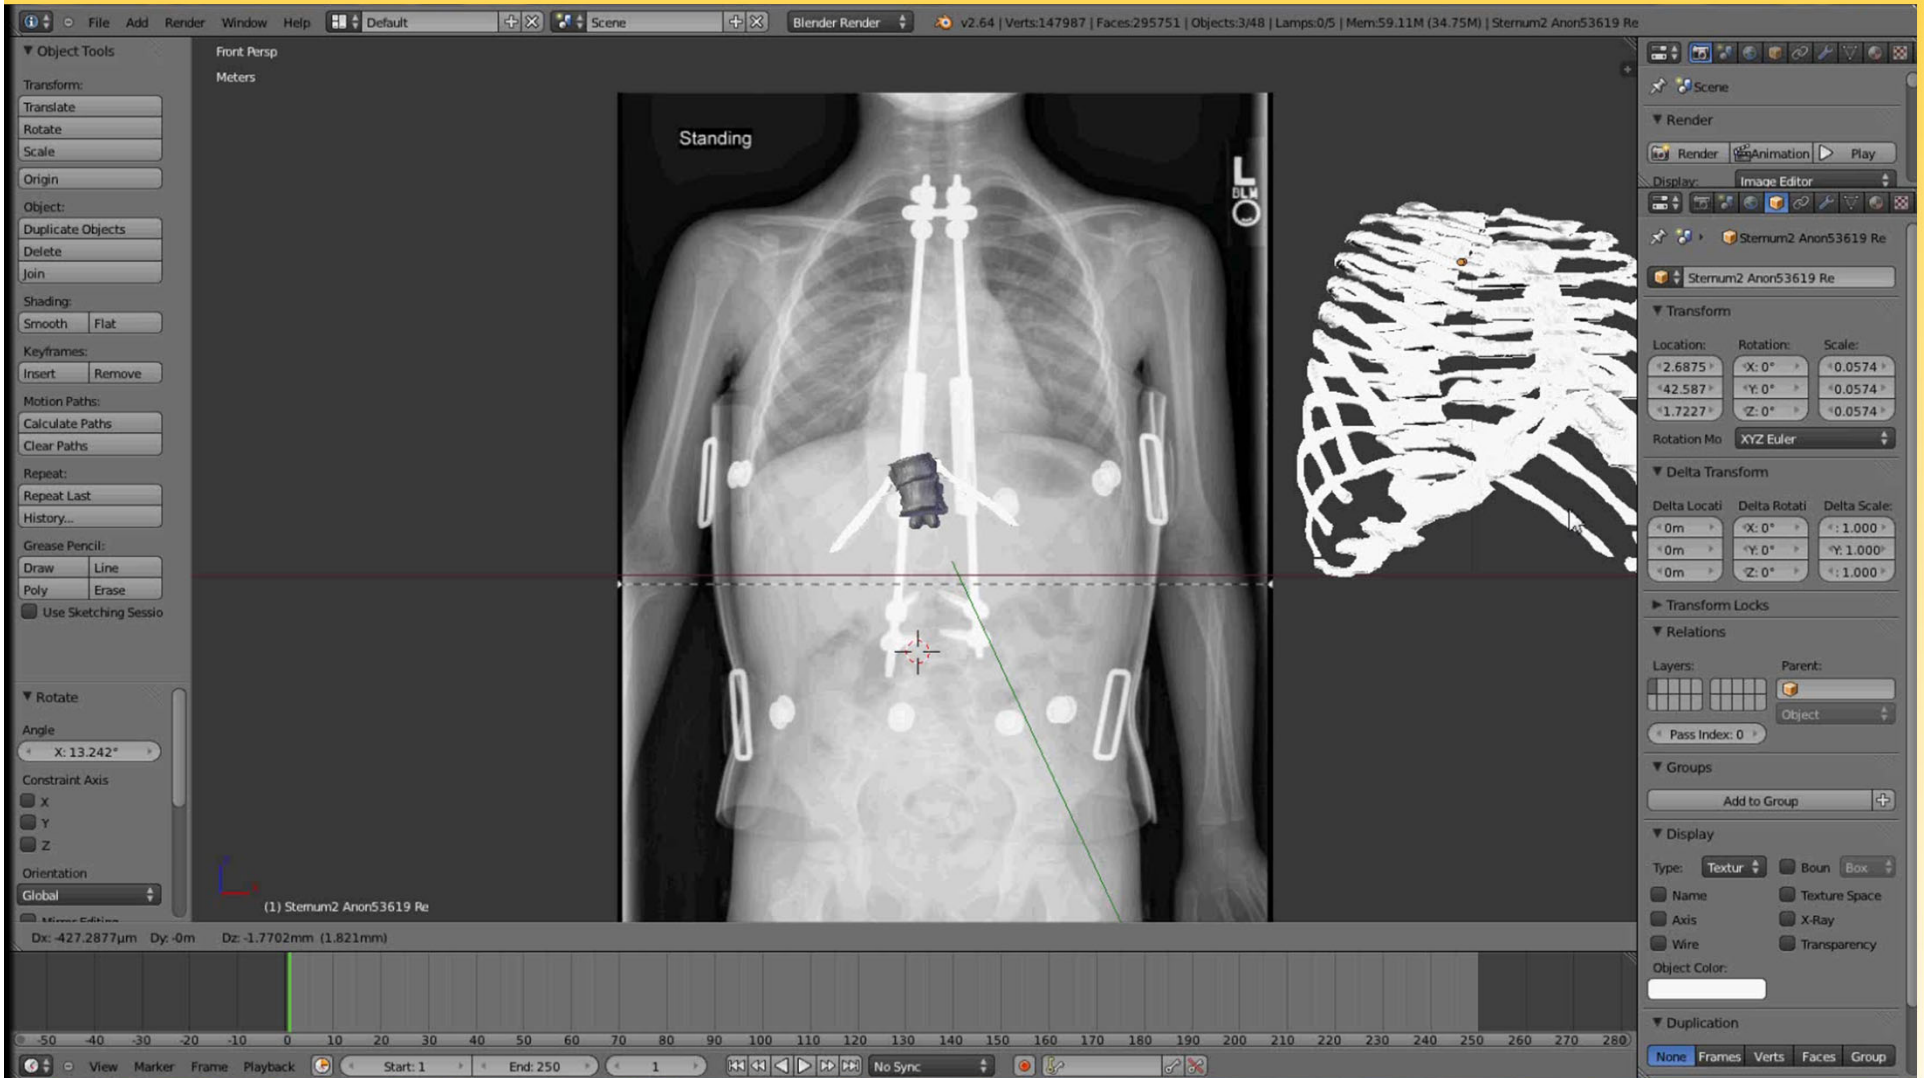 File Add Render Window Help Default Scene Blender Render v2.64 | Verts:147987 | Faces:295751 | Objects:3/48 | Lamps:0/5 | Mem:59.11M (34.75M) | Sternum2 Anon53619 Re
Object Tools
Transform:
Translate
Rotate
Scale
Origin
Object:
Duplicate Objects
Delete
Join
Shading:
Smooth Flat
Keyframes:
Insert Remove
Motion Paths:
Calculate Paths
Clear Paths
Repeat:
Repeat Last
History...
Grease Pencil:
Draw Line
Poly Erase
Use Sketching Sessio
Rotate
Angle
X: 13.242°
Constraint Axis
X
Y
Z
Orientation
Global
Front Persp
Meters
Standing
L
BLM
(1) Sternum2 Anon53619 Re
Dx: -427.2877µm Dy: -0m Dz: -1.7702mm (1.821mm)
Scene
Render
Render Animation Play
Display: Image Editor
Sternum2 Anon53619 Re
Sternum2 Anon53619 Re
Transform
Location: Rotation: Scale:
2.6875 X: 0° 0.0574
42.587 Y: 0° 0.0574
1.7227 Z: 0° 0.0574
Rotation Mo XYZ Euler
Delta Transform
Delta Locati Delta Rotati Delta Scale:
0m X: 0° : 1.000
0m Y: 0° Y: 1.000
0m Z: 0° : 1.000
Transform Locks
Relations
Layers: Parent:
Object
Pass Index: 0
Groups
Add to Group
Display
Type: Textur Boun Box
Name Texture Space
Axis X-Ray
Wire Transparency
Object Color:
Duplication
None Frames Verts Faces Group
-50 -40 -30 -20 -10 0 10 20 30 40 50 60 70 80 90 100 110 120 130 140 150 160 170 180 190 200 210 220 230 240 250 260 270 280
View Marker Frame Playback Start: 1 End: 250 1 No Sync